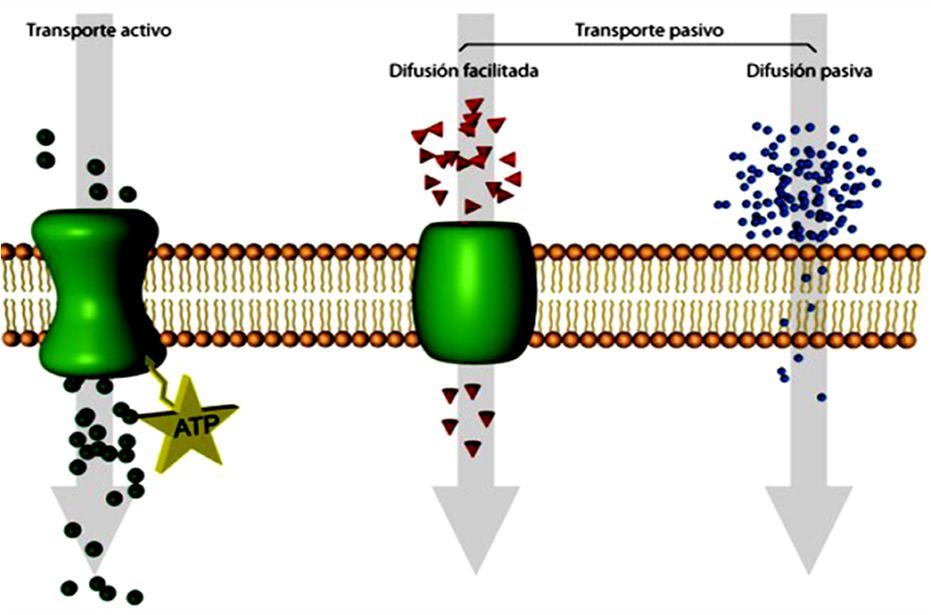 Transporte activo
Transporte pasivo
Difusión facilitada
Difusión pasiva
ATP